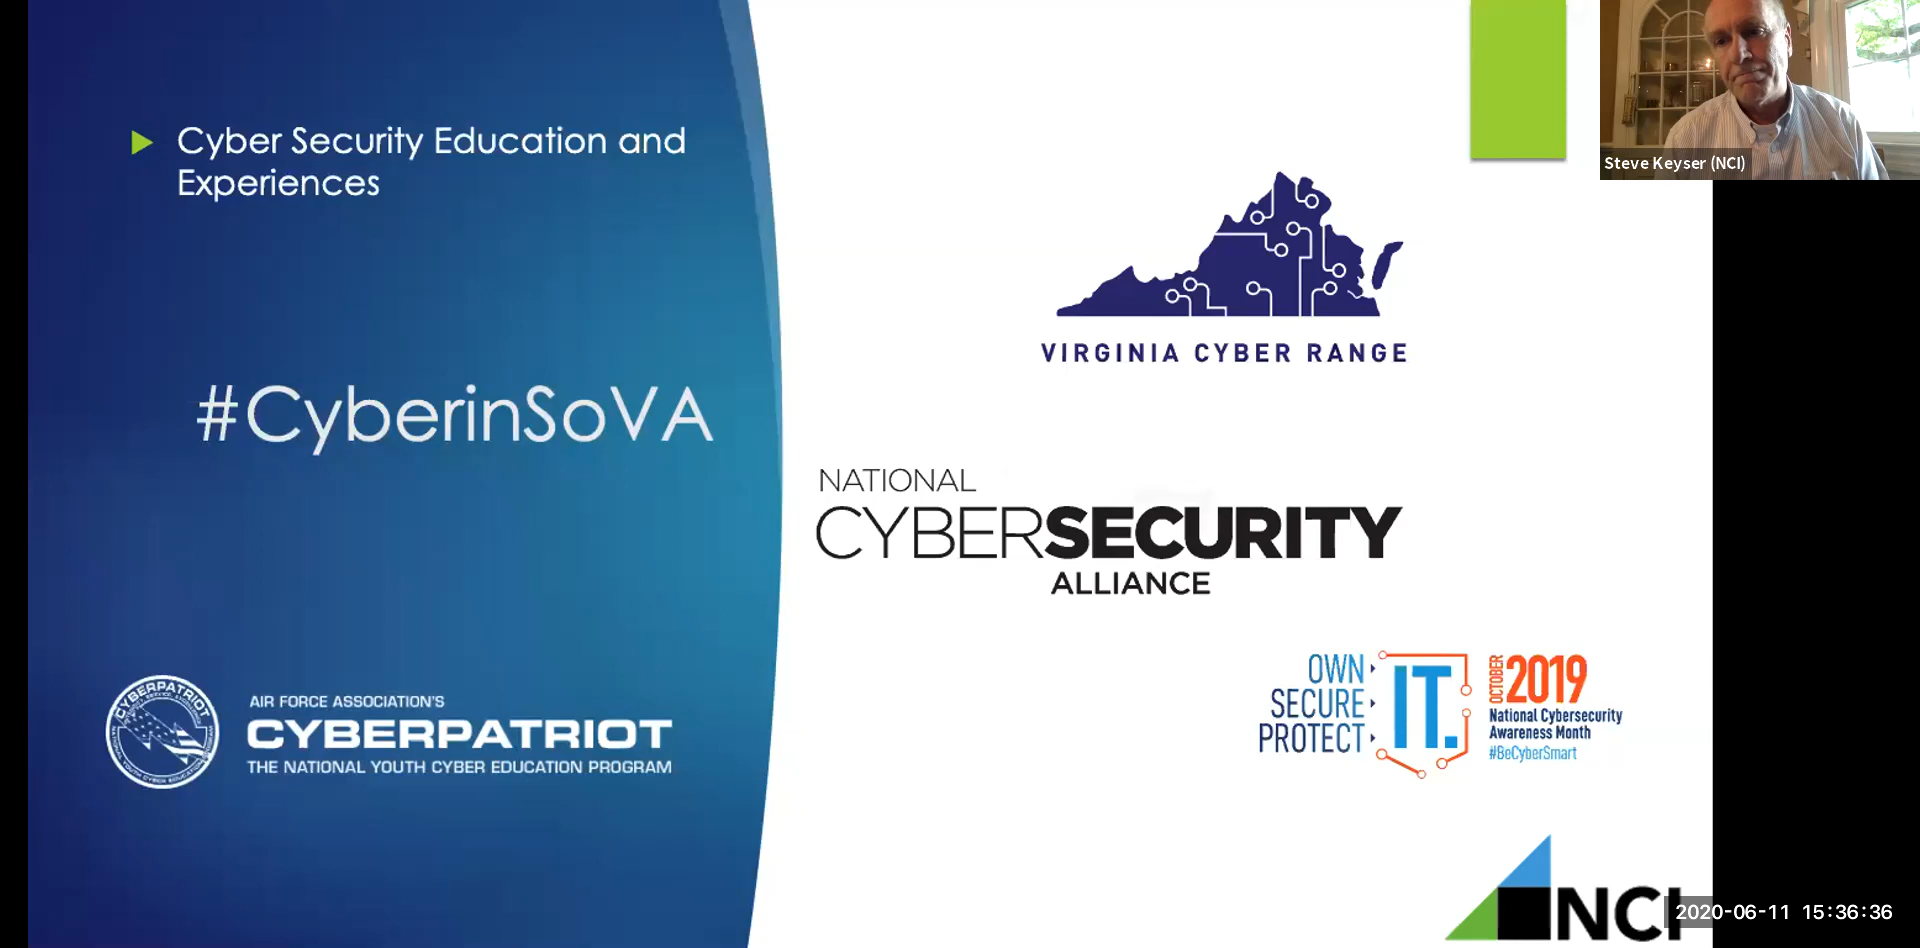 Cyber Security Education and
Experiences
#CyberinSoVA
CYBERPATRIOT
AIR FORCE ASSOCIATION'S
CYBERPATRIOT
THE NATIONAL YOUTH CYBER EDUCATION PROGRAM
VIRGINIA CYBER RANGE
NATIONAL
CYBERSECURITY
ALLIANCE
OWN
SECURE
PROTECT
IT.
OCTOBER
2019
National Cybersecurity
Awareness Month
#BeCyberSmart
NCI
Steve Keyser (NCI)
2020-06-11 15:36:36